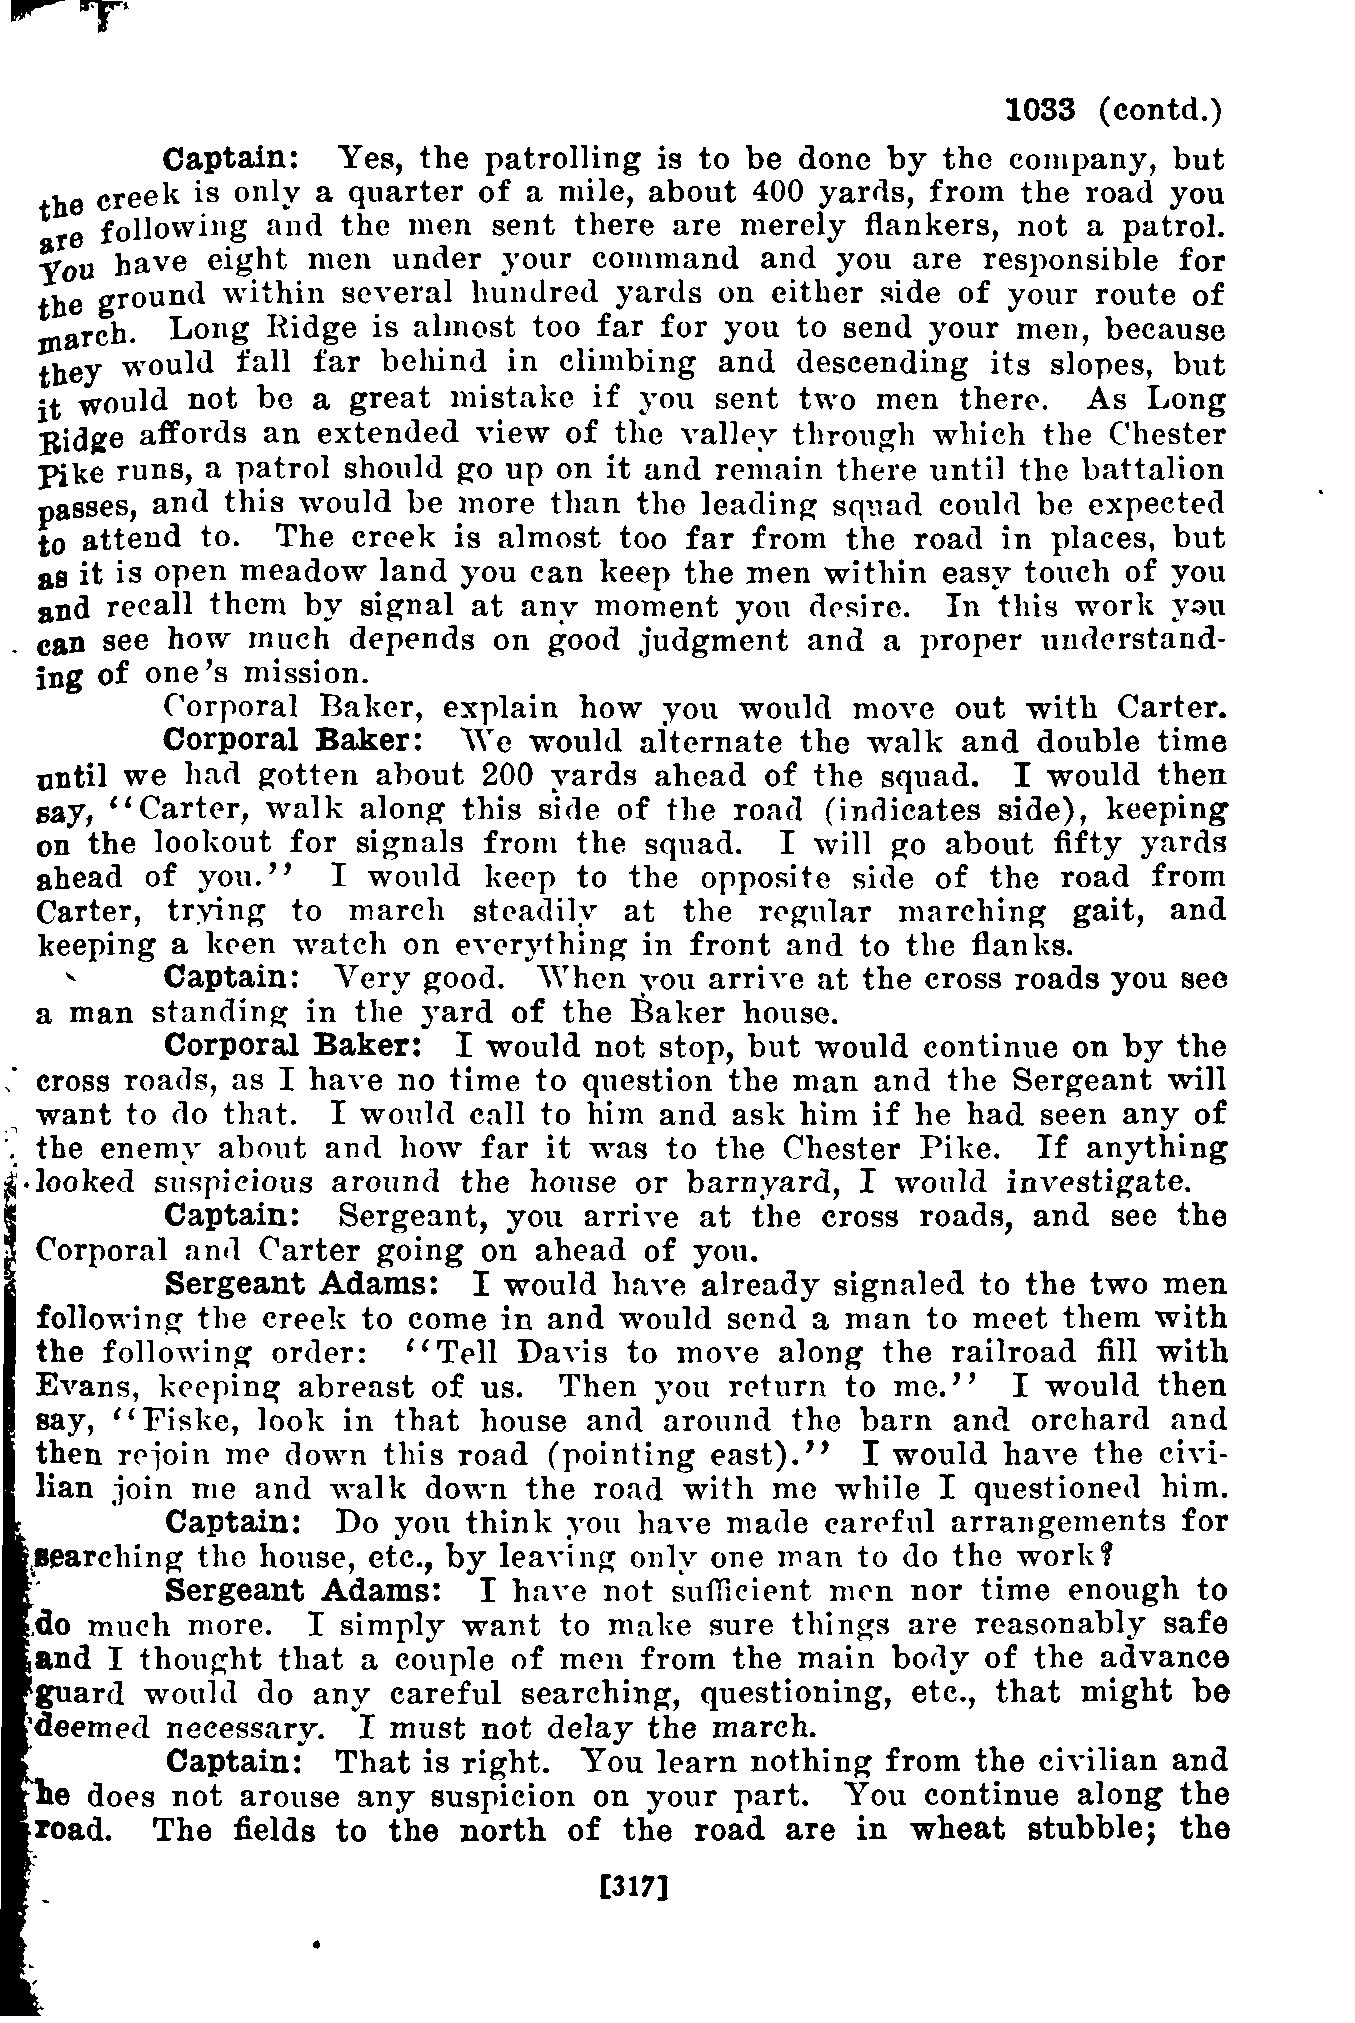 1033 (contd.)
Captain: Yes, the patrolling is to be done by the company, but
the creek is only a quarter of a mile, about 400 yards, from the road you
are following and the men sent there are merely flankers, not a patrol.
You have eight men under your command and you are responsible for
the ground within several hundred yards on either side of your route of
march. Long Ridge is almost too far for you to send your men, because
they would fall far behind in climbing and descending its slopes, but
it would not be a great mistake if you sent two men there. As Long
Ridge affords an extended view of the valley through which the Chester
Pike runs, a patrol should go up on it and remain there until the battalion
passes, and this would be more than the leading squad could be expected
to attend to. The creek is almost too far from the road in places, but
as it is open meadow land you can keep the men within easy touch of you
and recall them by signal at any moment you desire. In this work you
can see how much depends on good judgment and a proper understand-
ing of one's mission.
Corporal Baker, explain how you would move out with Carter.
Corporal Baker: We would alternate the walk and double time
until we had gotten about 200 yards ahead of the squad. I would then
say, "Carter, walk along this side of the road (indicates side), keeping
on the lookout for signals from the squad. I will go about fifty yards
ahead of you." I would keep to the opposite side of the road from
Carter, trying to march steadily at the regular marching gait, and
keeping a keen watch on everything in front and to the flanks.
Captain: Very good. When you arrive at the cross roads you see
a man standing in the yard of the Baker house.
Corporal Baker: I would not stop, but would continue on by the
cross roads, as I have no time to question the man and the Sergeant will
want to do that. I would call to him and ask him if he had seen any of
the enemy about and how far it was to the Chester Pike. If anything
looked suspicious around the house or barnyard, I would investigate.
Captain: Sergeant, you arrive at the cross roads, and see the
Corporal and Carter going on ahead of you.
Sergeant Adams: I would have already signaled to the two men
following the creek to come in and would send a man to meet them with
the following order: "Tell Davis to move along the railroad fill with
Evans, keeping abreast of us. Then you return to me." I would then
say, "Fiske, look in that house and around the barn and orchard and
then rejoin me down this road (pointing east)." I would have the civi-
lian join me and walk down the road with me while I questioned him.
Captain: Do you think you have made careful arrangements for
searching the house, etc., by leaving only one man to do the work?
Sergeant Adams: I have not sufficient men nor time enough to
do much more. I simply want to make sure things are reasonably safe
and I thought that a couple of men from the main body of the advance
guard would do any careful searching, questioning, etc., that might be
deemed necessary. I must not delay the march.
Captain: That is right. You learn nothing from the civilian and
he does not arouse any suspicion on your part. You continue along the
road. The fields to the north of the road are in wheat stubble; the
[317]